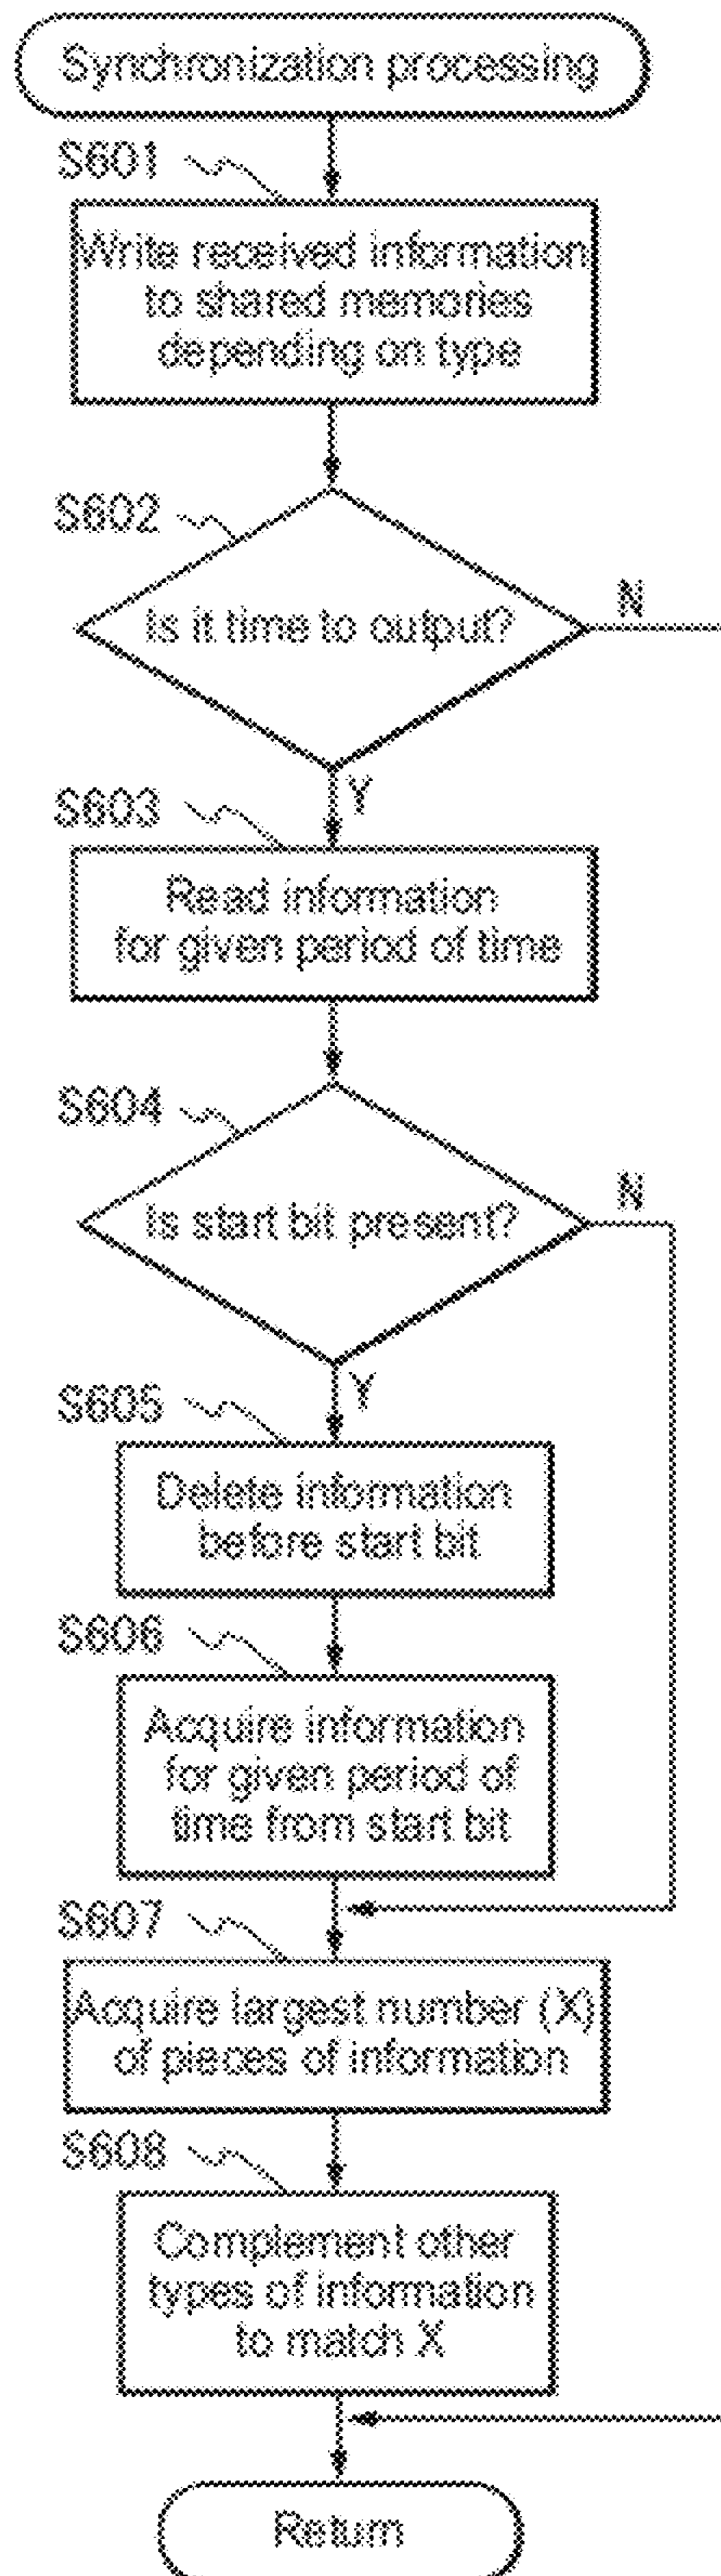 Synchronization processing
S601
Write received information
to shared memories
depending on type
S602
Is it time to output?
N
Y
S603
Read information
for given period of time
S604
Is start bit present?
N
Y
S605
Delete information
before start bit
S606
Acquire information
for given period of
time from start bit
S607
Acquire largest number (X)
of pieces of information
S608
Complement other
types of information
to match X
Return